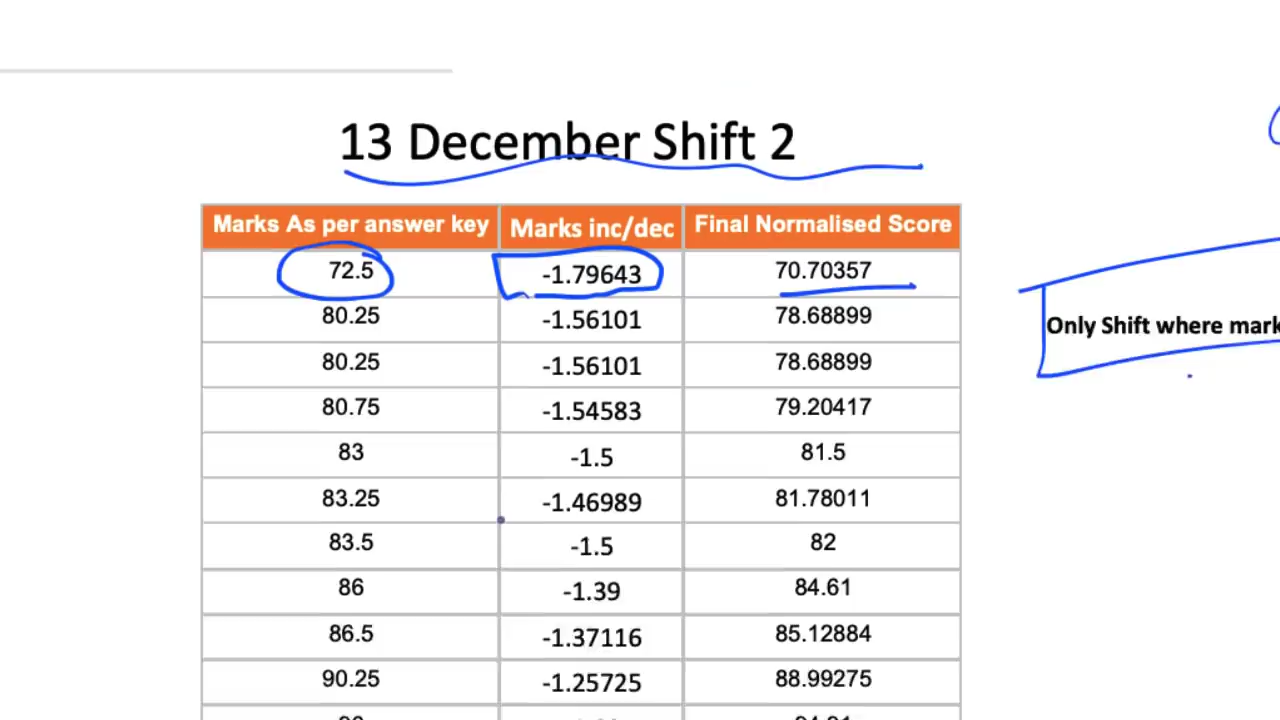 13 December Shift 2
Marks As per answer key Marks inc/dec Final Normalised Score
72.5 -1.79643 70.70357
80.25 -1.56101 78.68899
80.25 -1.56101 78.68899
80.75 -1.54583 79.20417
83 -1.5 81.5
83.25 -1.46989 81.78011
83.5 -1.5 82
86 -1.39 84.61
86.5 -1.37116 85.12884
90.25 -1.25725 88.99275
Only Shift where mark